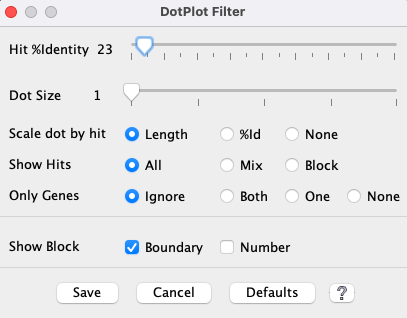 DotPlot Filter
Hit %Identity 23
Dot Size 1
Scale dot by hit Length %Id None
Show Hits All Mix Block
Only Genes Ignore Both One None
Show Block Boundary Number
Save Cancel Defaults ?